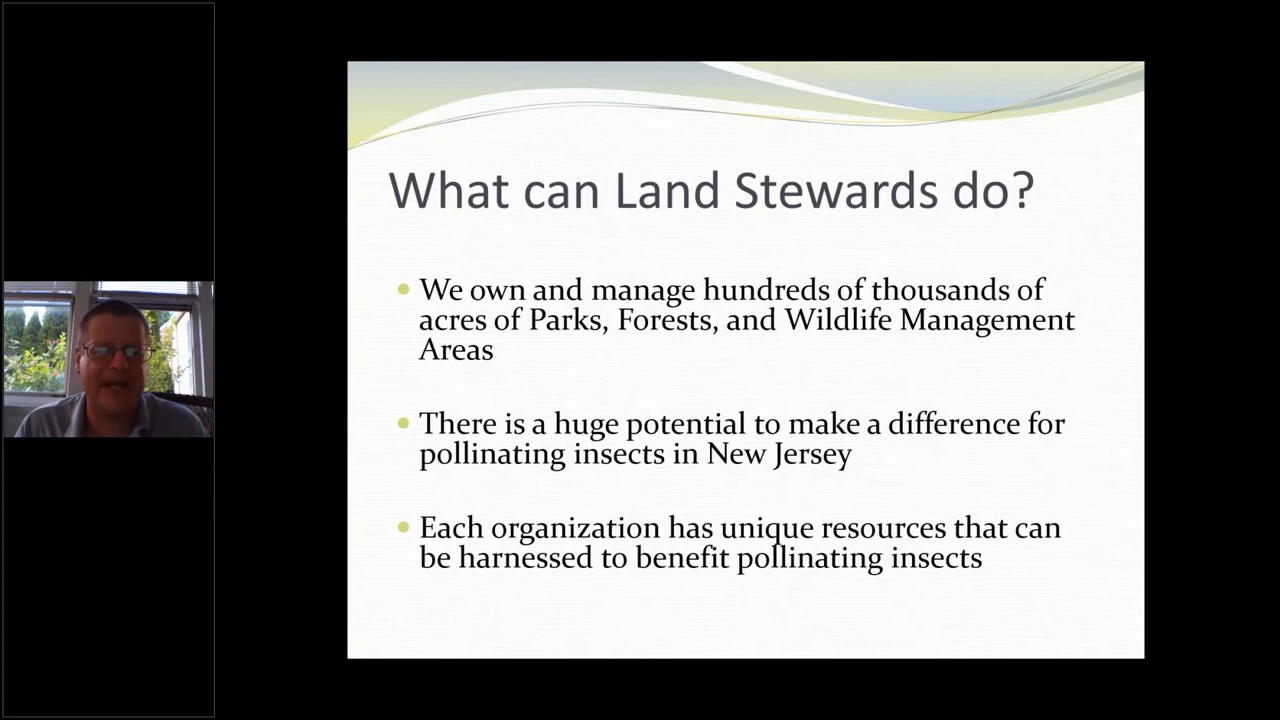 What can Land Stewards do?
We own and manage hundreds of thousands of
acres of Parks, Forests, and Wildlife Management
Areas
There is a huge potential to make a difference for
pollinating insects in New Jersey
Each organization has unique resources that can
be harnessed to benefit pollinating insects